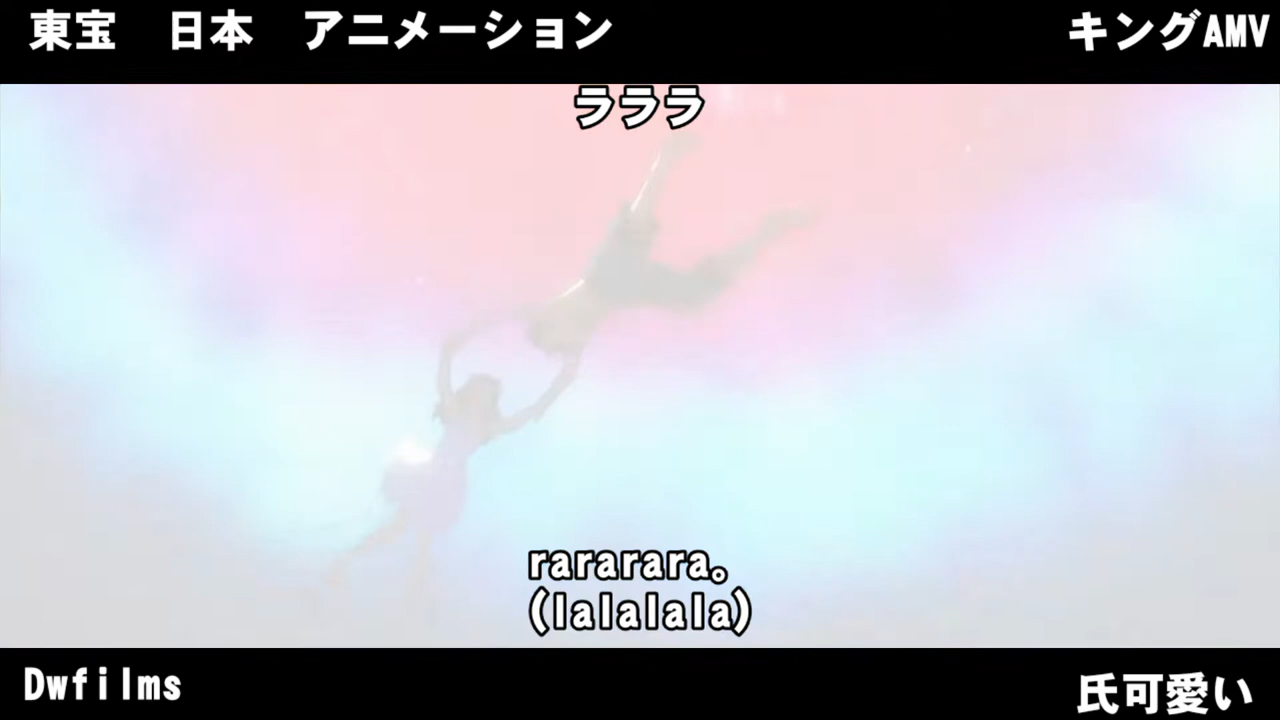 東宝　日本　アニメーション
キングAMV
ラララ
rararara。
(lalalala)
Dwfilms
氏可愛い